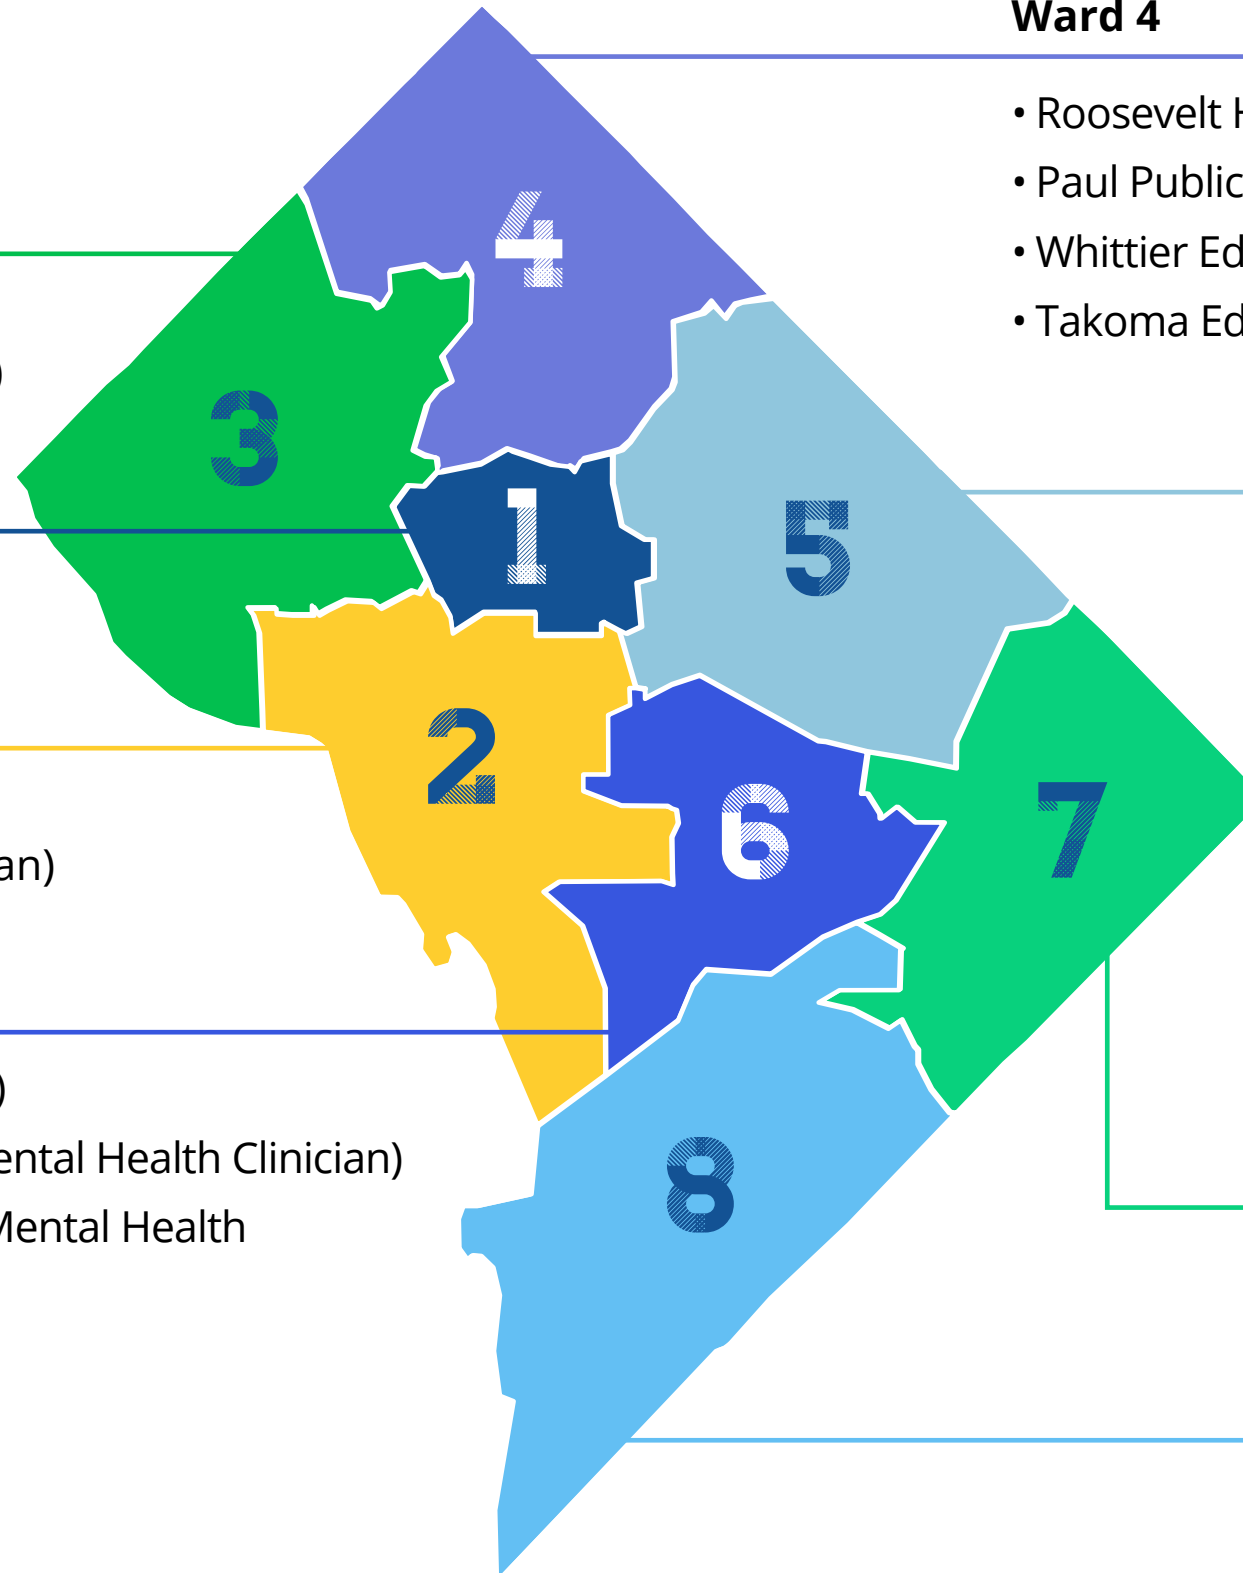 Ward 4
• Roosevelt H
• Paul Public
• Whittier Ed
• Takoma Ed
4
3
)
1
5
2
6
7
an)
)
ental Health Clinician)
Mental Health
8